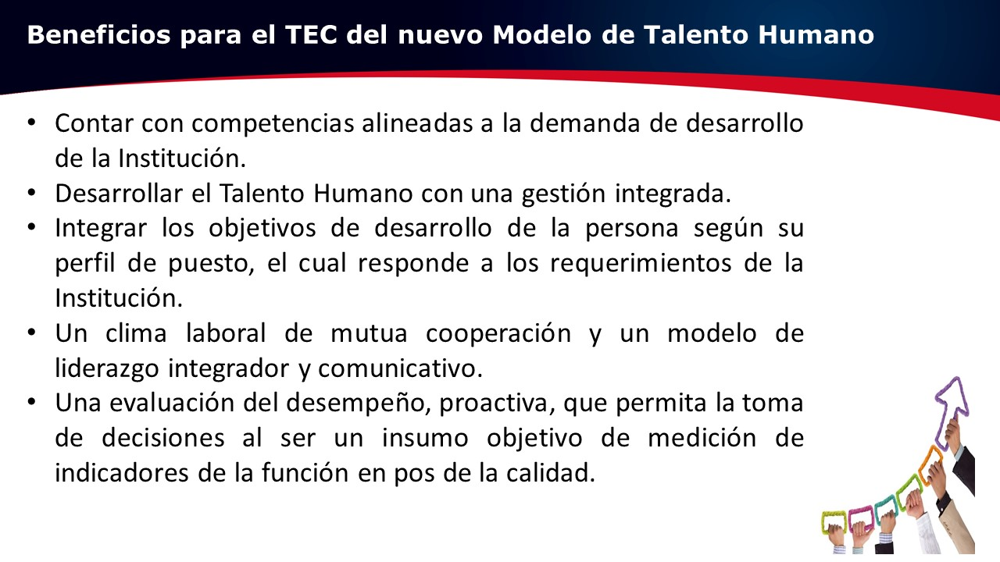 Beneficios para el TEC del nuevo Modelo de Talento Humano
• Contar con competencias alineadas a la demanda de desarrollo
de la Institución.
• Desarrollar el Talento Humano con una gestión integrada.
• Integrar los objetivos de desarrollo de la persona según su
perfil de puesto, el cual responde a los requerimientos de la
Institución.
• Un clima laboral de mutua cooperación y un modelo de
liderazgo integrador y comunicativo.
• Una evaluación del desempeño, proactiva, que permita la toma
de decisiones al ser un insumo objetivo de medición de
indicadores de la función en pos de la calidad.